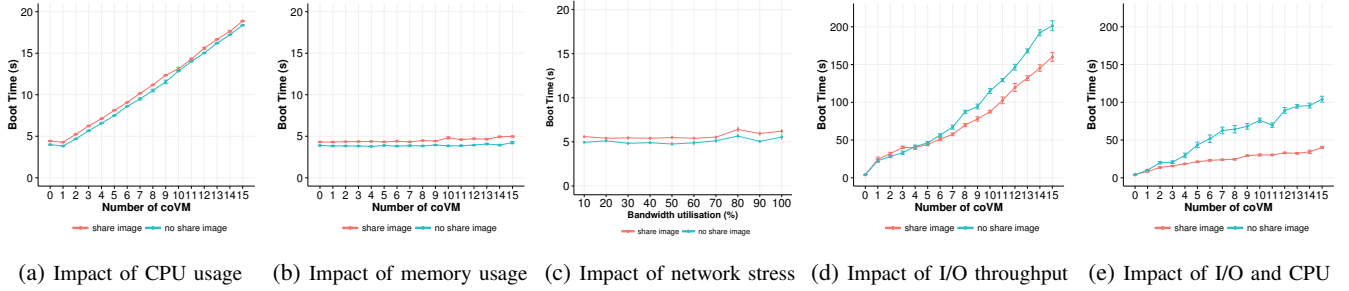 20
15
10
5
0
Boot Time (s)
0 1 2 3 4 5 6 7 8 9 10 11 12 13 14 15
Number of coVM
share image no share image
(a) Impact of CPU usage
20
15
10
5
0
Boot Time (s)
0 1 2 3 4 5 6 7 8 9 10 11 12 13 14 15
Number of coVM
share image no share image
(b) Impact of memory usage
20
15
10
5
0
Boot Time (s)
10 20 30 40 50 60 70 80 90 100
Bandwidth utilisation (%)
share image no share image
(c) Impact of network stress
200
150
100
50
0
Boot Time (s)
0 1 2 3 4 5 6 7 8 9 10 11 12 13 14 15
Number of coVM
share image no share image
(d) Impact of I/O throughput
200
150
100
50
0
Boot Time (s)
0 1 2 3 4 5 6 7 8 9 10 11 12 13 14 15
Number of coVM
share image no share image
(e) Impact of I/O and CPU